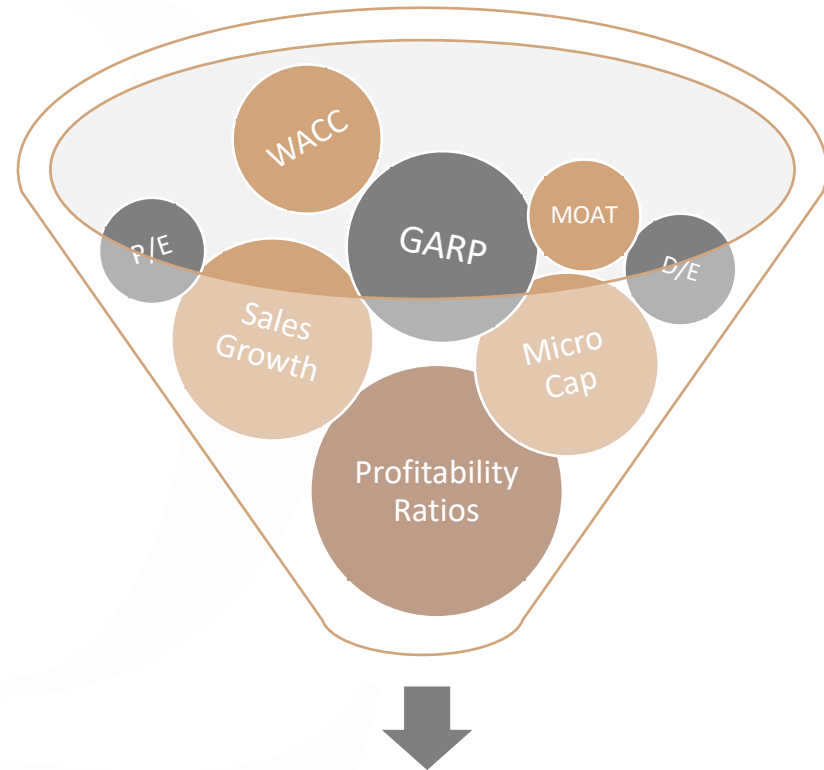 WACC
MOAT
GARP
P/E
D/E
Sales
Growth
Micro
Cap
Profitability
Ratios